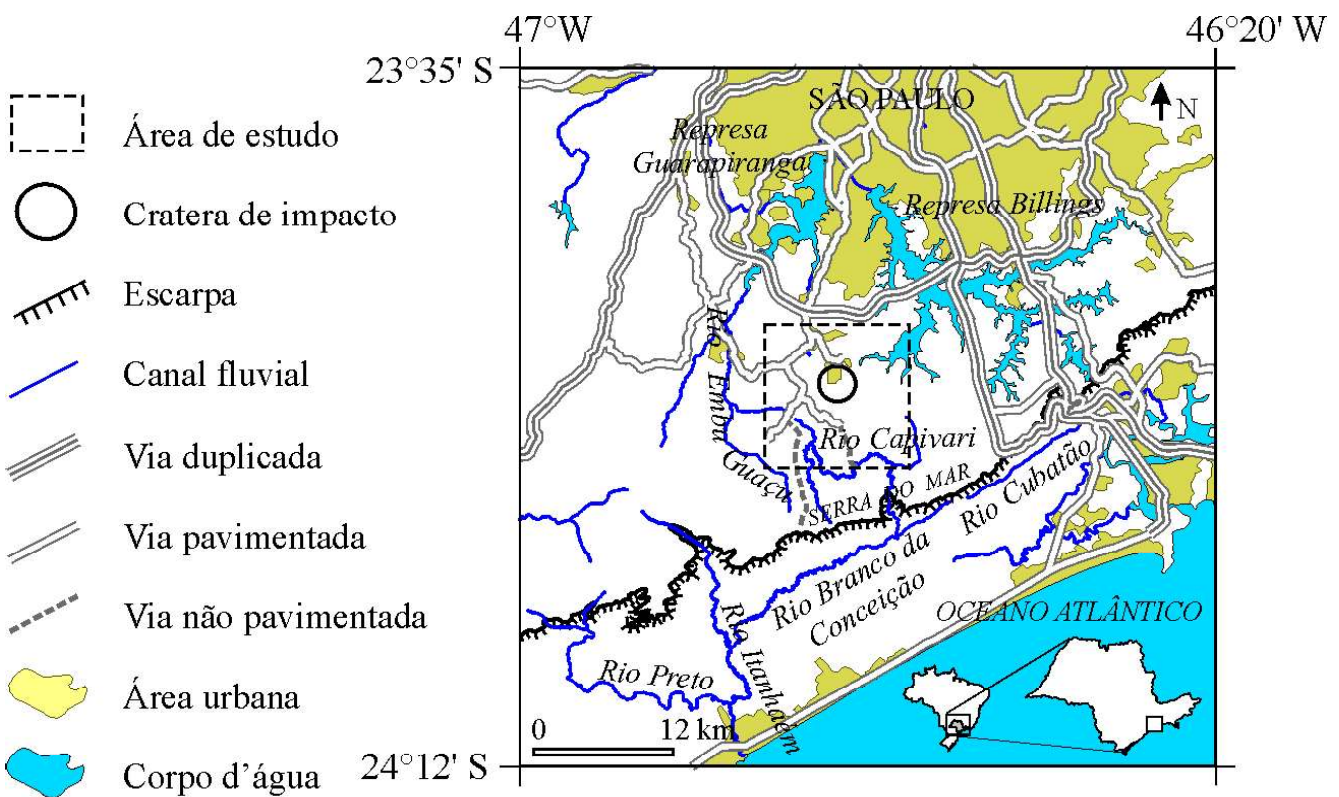 47°W
46°20' W
23°35' S
Área de estudo
Cratera de impacto
Escarpa
Canal fluvial
Via duplicada
Via pavimentada
Via não pavimentada
Área urbana
Corpo d'água
SÃO PAULO
N
Represa
Guarapiranga
Represa Billings
Rio Embu
Guaçu
Rio Capivari
SERRA DO MAR
Rio Cubatão
Rio Branco da
Conceição
OCEANO ATLÂNTICO
Rio Itanhaém
Rio Preto
0 12 km
24°12' S